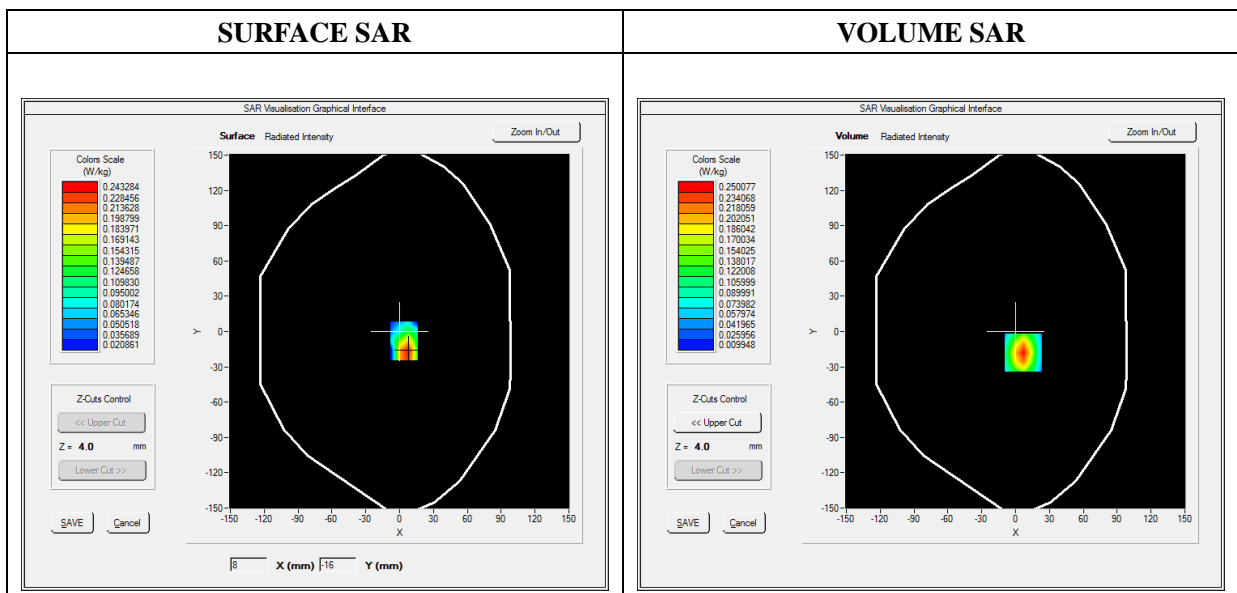 SURFACE SAR
VOLUME SAR
SAR Visualisation Graphical Interface
Surface Radiated Intensity
Zoom In/Out
Colors Scale
(W/kg)
0.243284
0.228456
0.213628
0.198799
0.183971
0.169143
0.154315
0.139487
0.124658
0.109830
0.095002
0.080174
0.065346
0.050518
0.035689
0.020861
Z-Cuts Control
<< Upper Cut
Z = 4.0 mm
Lower Cut >>
SAVE Cancel
150
120
90
60
30
0
-30
-60
-90
-120
-150
Y
-150 -120 -90 -60 -30 0 30 60 90 120 150
X
8 X (mm) -16 Y (mm)
SAR Visualisation Graphical Interface
Volume Radiated Intensity
Zoom In/Out
Colors Scale
(W/kg)
0.250077
0.234068
0.218059
0.202051
0.186042
0.170034
0.154025
0.138017
0.122008
0.105999
0.089991
0.073982
0.057974
0.041965
0.025956
0.009948
Z-Cuts Control
<< Upper Cut
Z = 4.0 mm
Lower Cut >>
SAVE Cancel
150
120
90
60
30
0
-30
-60
-90
-120
-150
Y
-150 -120 -90 -60 -30 0 30 60 90 120 150
X